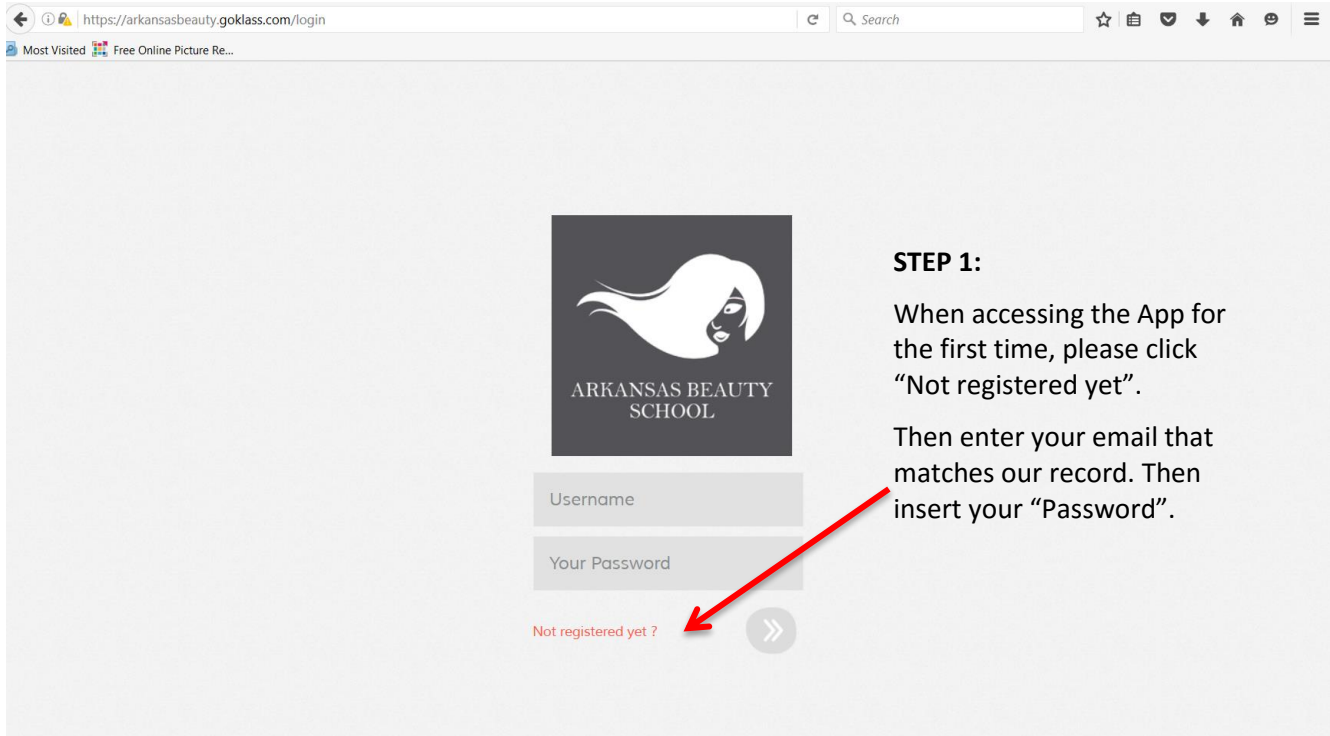 https://arkansasbeauty.goklass.com/login
Search
Most Visited
Free Online Picture Re...
ARKANSAS BEAUTY
SCHOOL
Username
Your Password
Not registered yet ?
STEP 1:
When accessing the App for
the first time, please click
“Not registered yet”.
Then enter your email that
matches our record. Then
insert your “Password”.